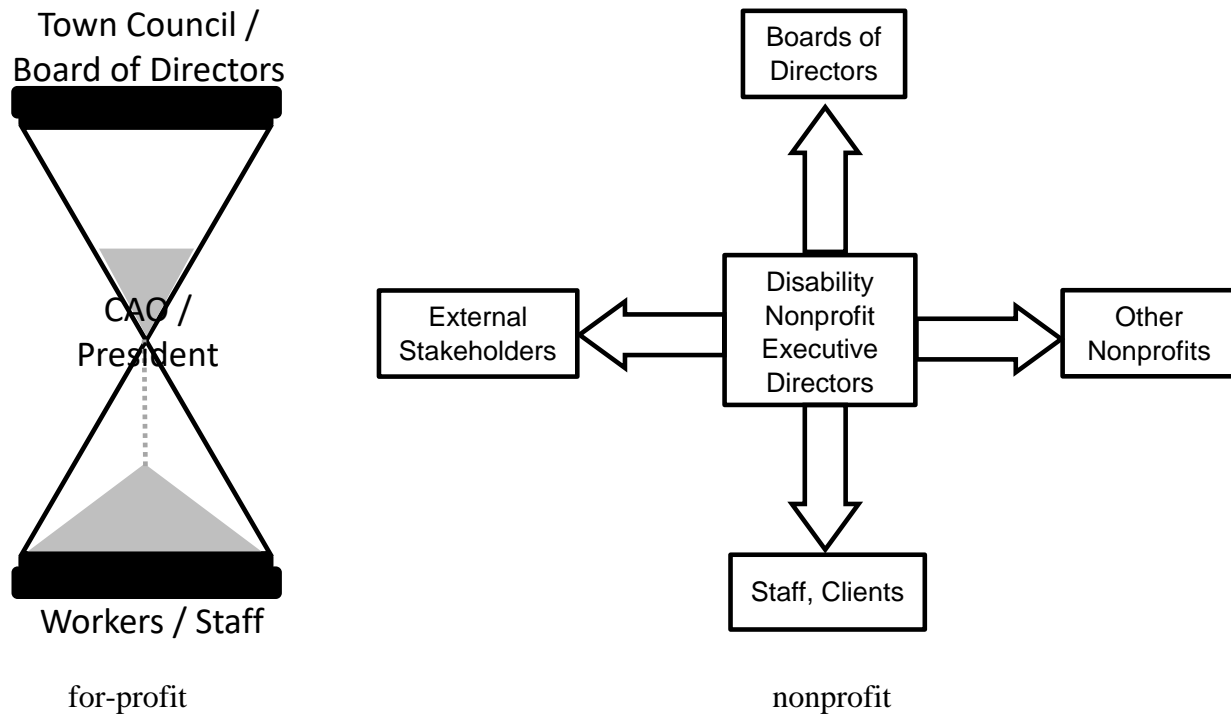 Town Council /
Board of Directors
CAO /
President
Workers / Staff
for-profit
Boards of
Directors
External
Stakeholders
Disability
Nonprofit
Executive
Directors
Other
Nonprofits
Staff, Clients
nonprofit